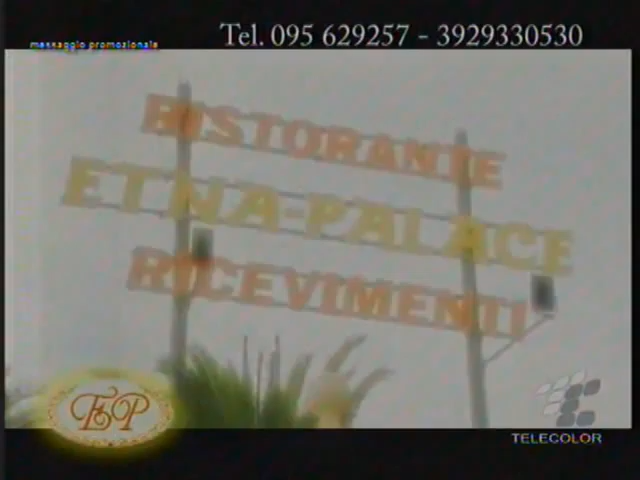 messaggio promozionale
Tel. 095 629257 - 3929330530
RISTORANTE
ETNA-PALACE
RICEVIMENTI
EP
TELECOLOR